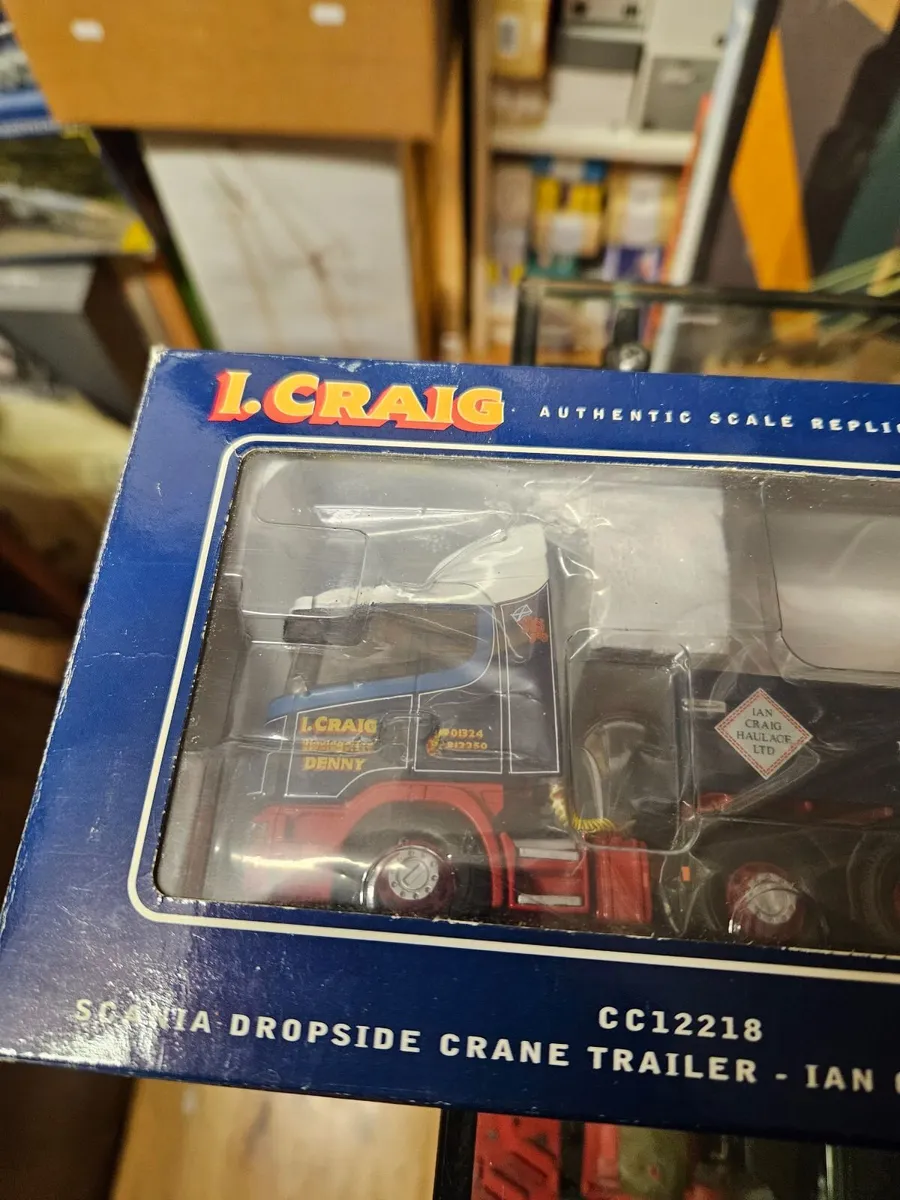 I.CRAIG
AUTHENTIC SCALE REPLI
I.CRAIG
DENNY
01324
812250
IAN
CRAIG
HAULAGE
LTD
CC12218
SCANIA DROPSIDE CRANE TRAILER - IAN